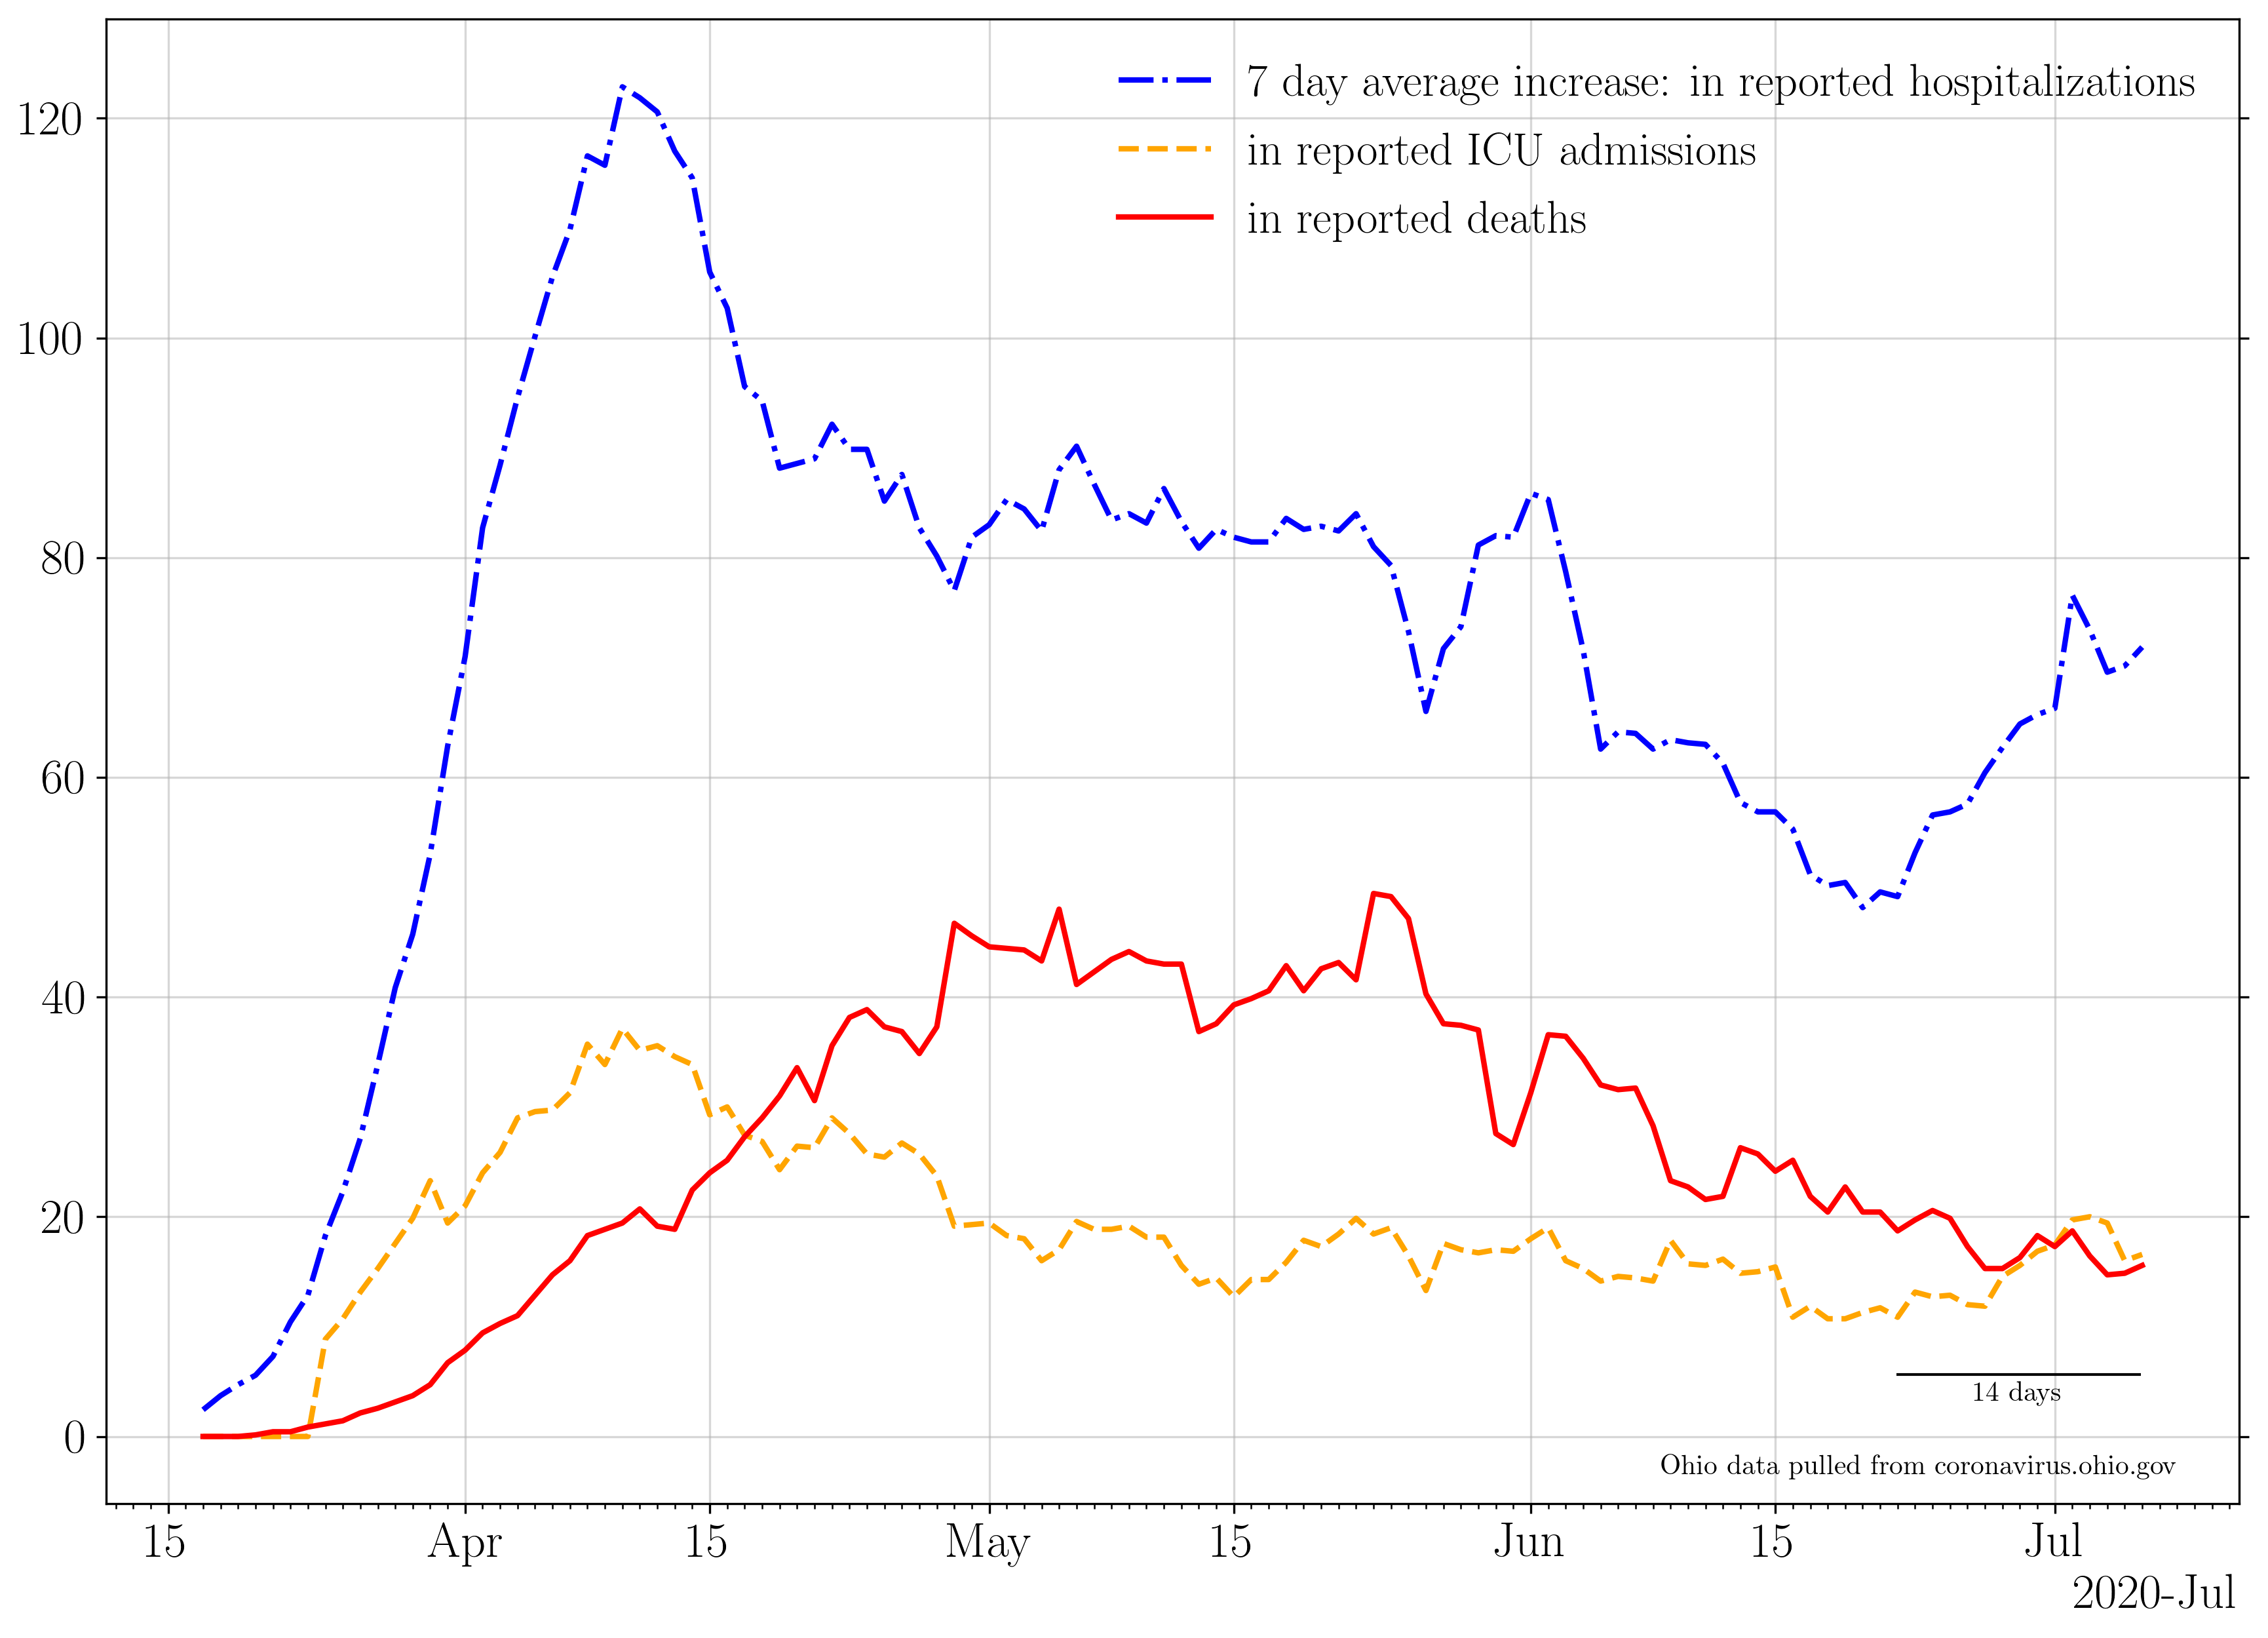 7 day average increase: in reported hospitalizations
in reported ICU admissions
in reported deaths
120
100
80
60
40
20
0
14 days
Ohio data pulled from coronavirus.ohio.gov
15 Apr 15 May 15 Jun 15 Jul
2020-Jul